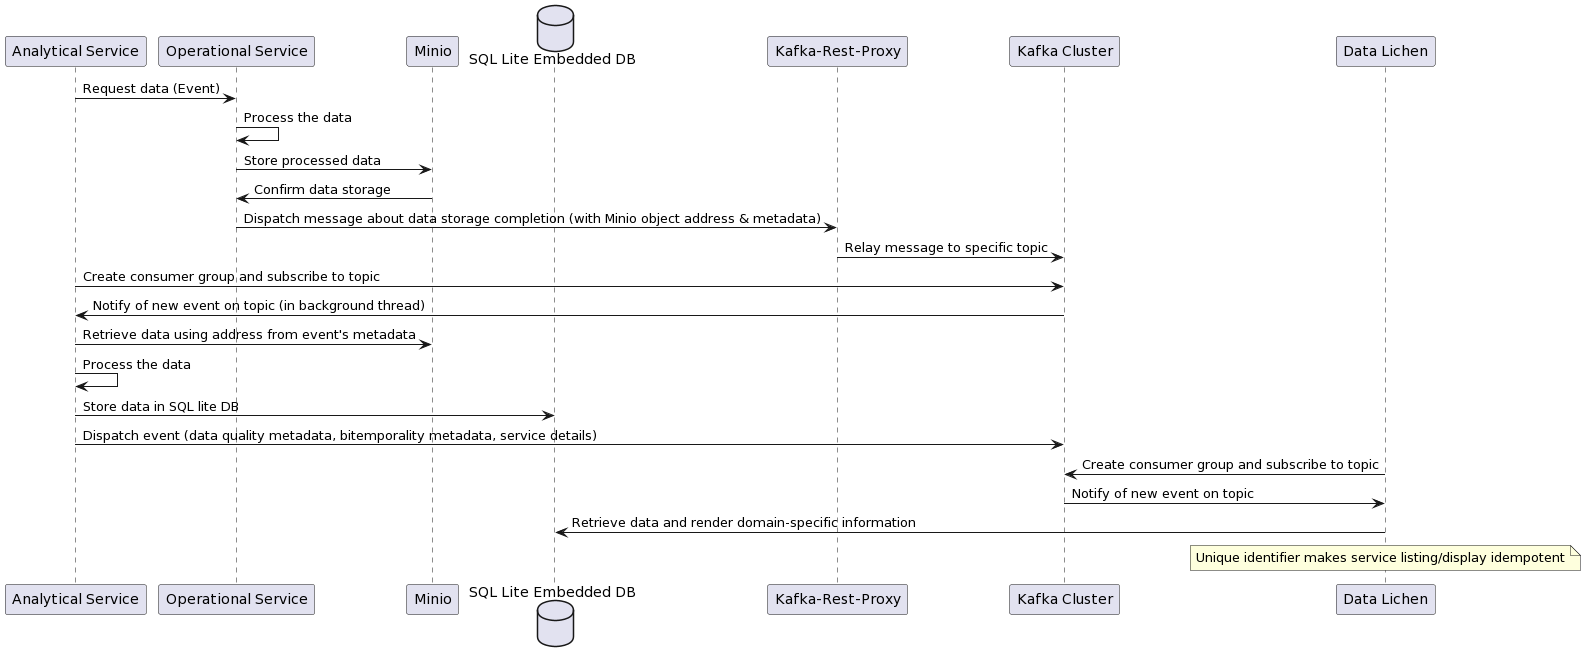 SQL Lite Embedded DB
Analytical Service
Operational Service
Minio
Kafka-Rest-Proxy
Kafka Cluster
Data Lichen
Request data (Event)
Process the data
Store processed data
Confirm data storage
Dispatch message about data storage completion (with Minio object address & metadata)
Relay message to specific topic
Create consumer group and subscribe to topic
Notify of new event on topic (in background thread)
Retrieve data using address from event's metadata
Process the data
Store data in SQL lite DB
Dispatch event (data quality metadata, bitemporality metadata, service details)
Create consumer group and subscribe to topic
Notify of new event on topic
Retrieve data and render domain-specific information
Unique identifier makes service listing/display idempotent
Analytical Service
Operational Service
Minio
SQL Lite Embedded DB
Kafka-Rest-Proxy
Kafka Cluster
Data Lichen